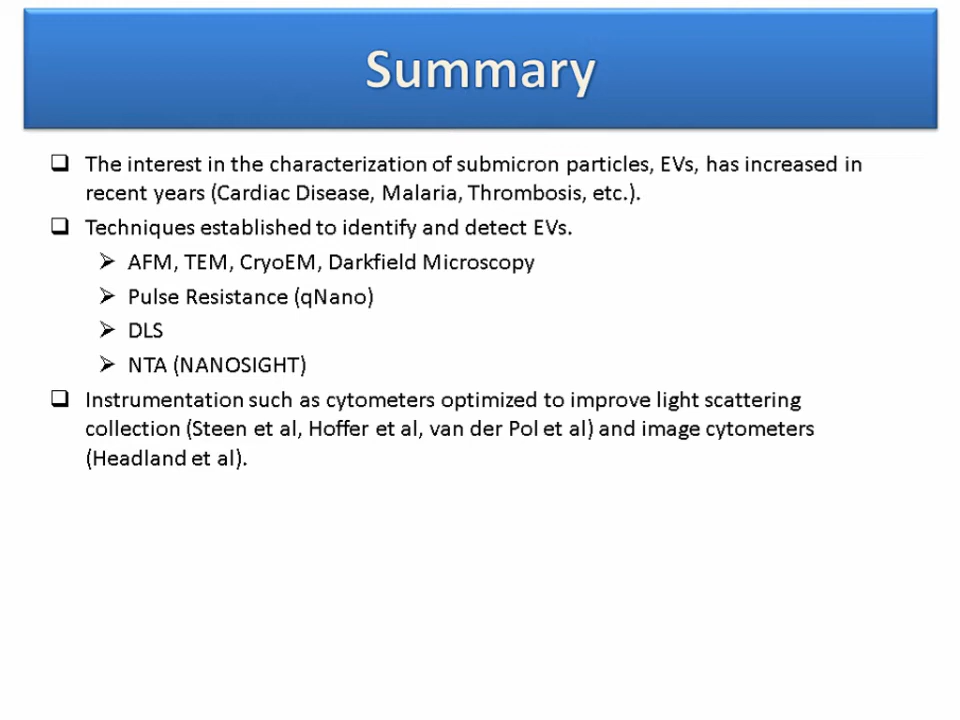 Summary
The interest in the characterization of submicron particles, EVs, has increased in
recent years (Cardiac Disease, Malaria, Thrombosis, etc.).
Techniques established to identify and detect EVs.
AFM, TEM, CryoEM, Darkfield Microscopy
Pulse Resistance (qNano)
DLS
NTA (NANOSIGHT)
Instrumentation such as cytometers optimized to improve light scattering
collection (Steen et al, Hoffer et al, van der Pol et al) and image cytometers
(Headland et al).